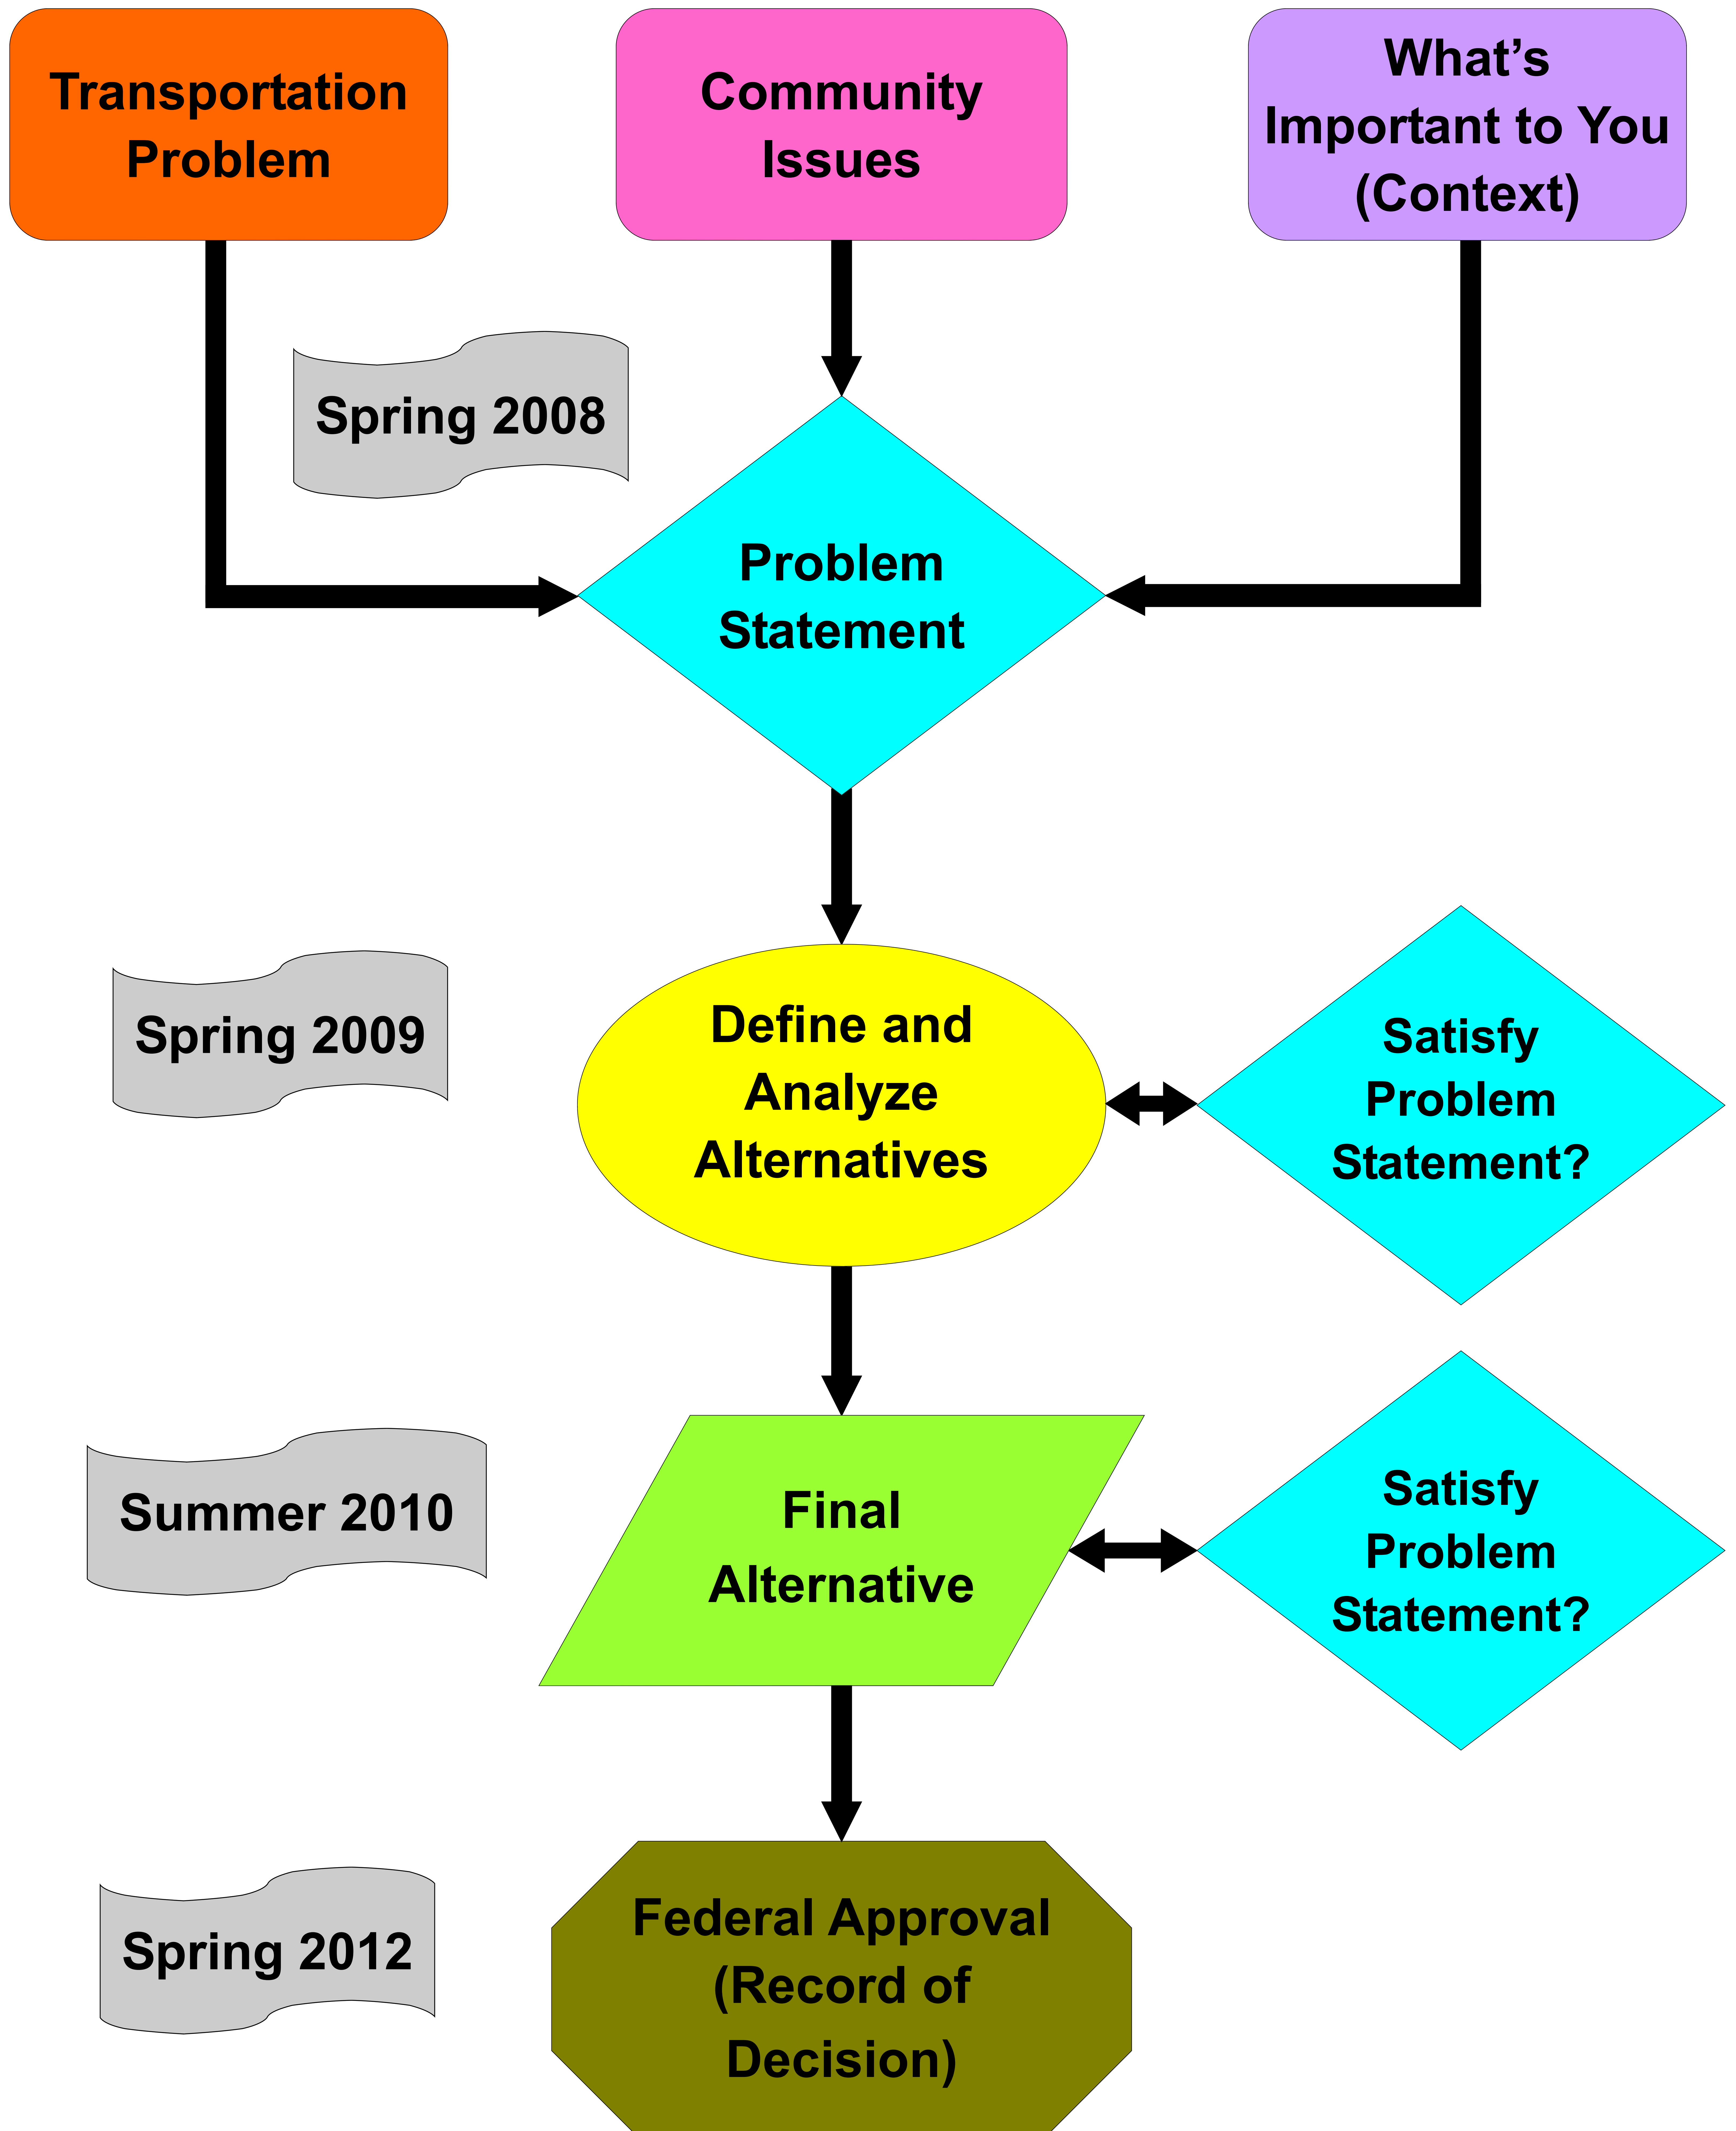 Transportation
Problem
Community
Issues
What’s
Important to You
(Context)
Spring 2008
Problem
Statement
Spring 2009
Define and
Analyze
Alternatives
Satisfy
Problem
Statement?
Summer 2010
Final
Alternative
Satisfy
Problem
Statement?
Spring 2012
Federal Approval
(Record of
Decision)